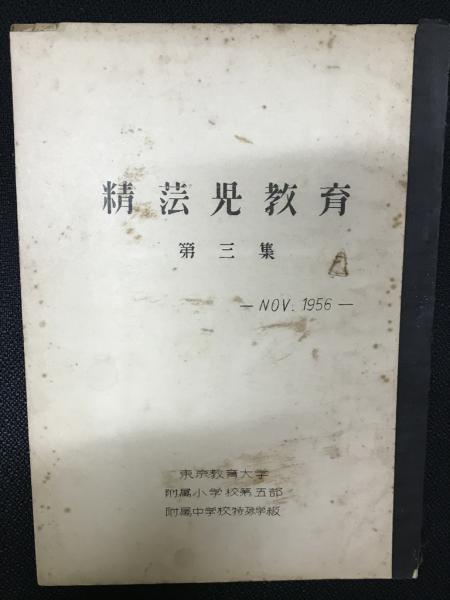 精芸児教育
第三集
— NOV. 1956 —
東京教育大学
附属小学校第五部
附属中学校特殊学級